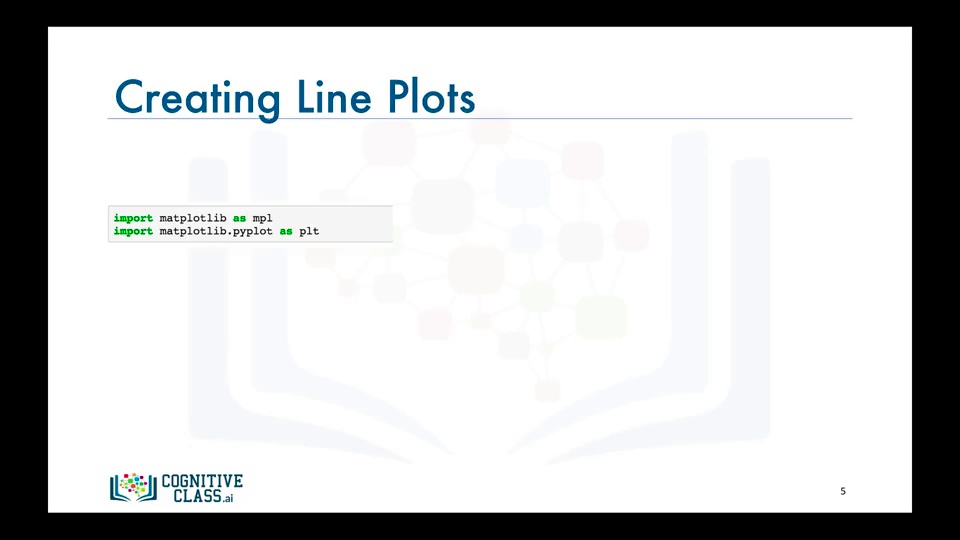 Creating Line Plots
import matplotlib as mpl
import matplotlib.pyplot as plt
COGNITIVE
CLASS.ai
5